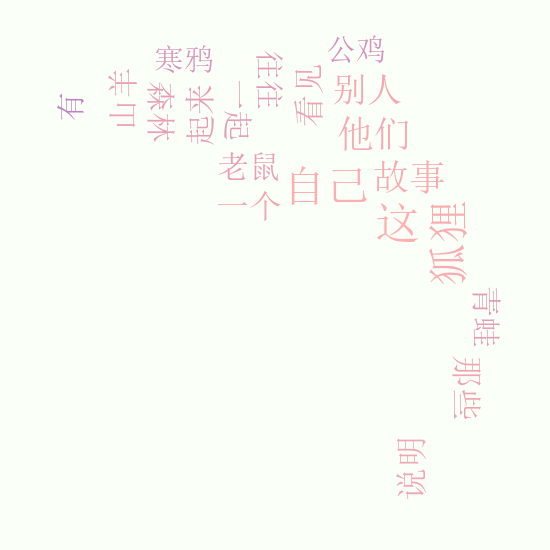 公鸡
寒鸦
往往
看见
别人
山羊
森林
起来
一起
有
他们
老鼠
一个
自己
故事
这
狐狸
青蛙
那些
说明